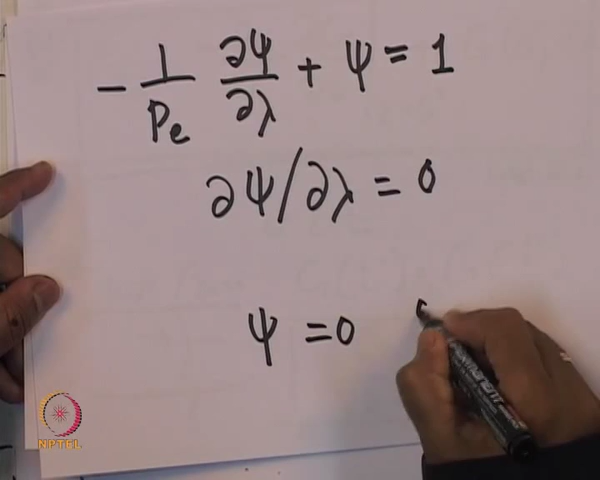 - 1/Pe ∂ψ/∂λ + ψ = 1
∂ψ/∂λ = 0
ψ = 0
NPTEL